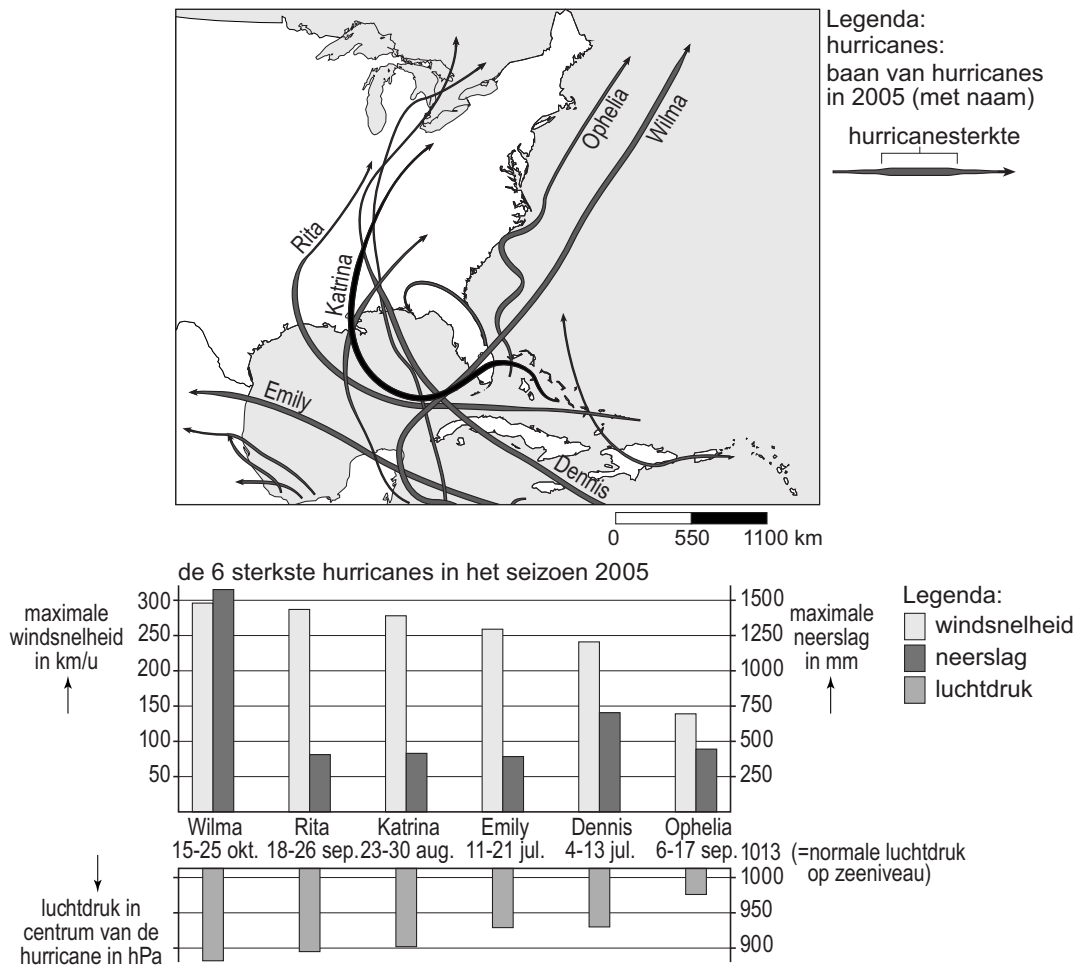 Legenda:
hurricanes:
baan van hurricanes
in 2005 (met naam)
hurricanesterkte
Ophelia
Wilma
Rita
Katrina
Emily
Dennis
0 550 1100 km
de 6 sterkste hurricanes in het seizoen 2005
maximale
windsnelheid
in km/u
300
250
200
150
100
50
1500
1250
1000
750
500
250
maximale
neerslag
in mm
Legenda:
windsnelheid
neerslag
luchtdruk
Wilma Rita Katrina Emily Dennis Ophelia
15-25 okt. 18-26 sep. 23-30 aug. 11-21 jul. 4-13 jul. 6-17 sep.
1013 (=normale luchtdruk
op zeeniveau)
1000
950
900
luchtdruk in
centrum van de
hurricane in hPa